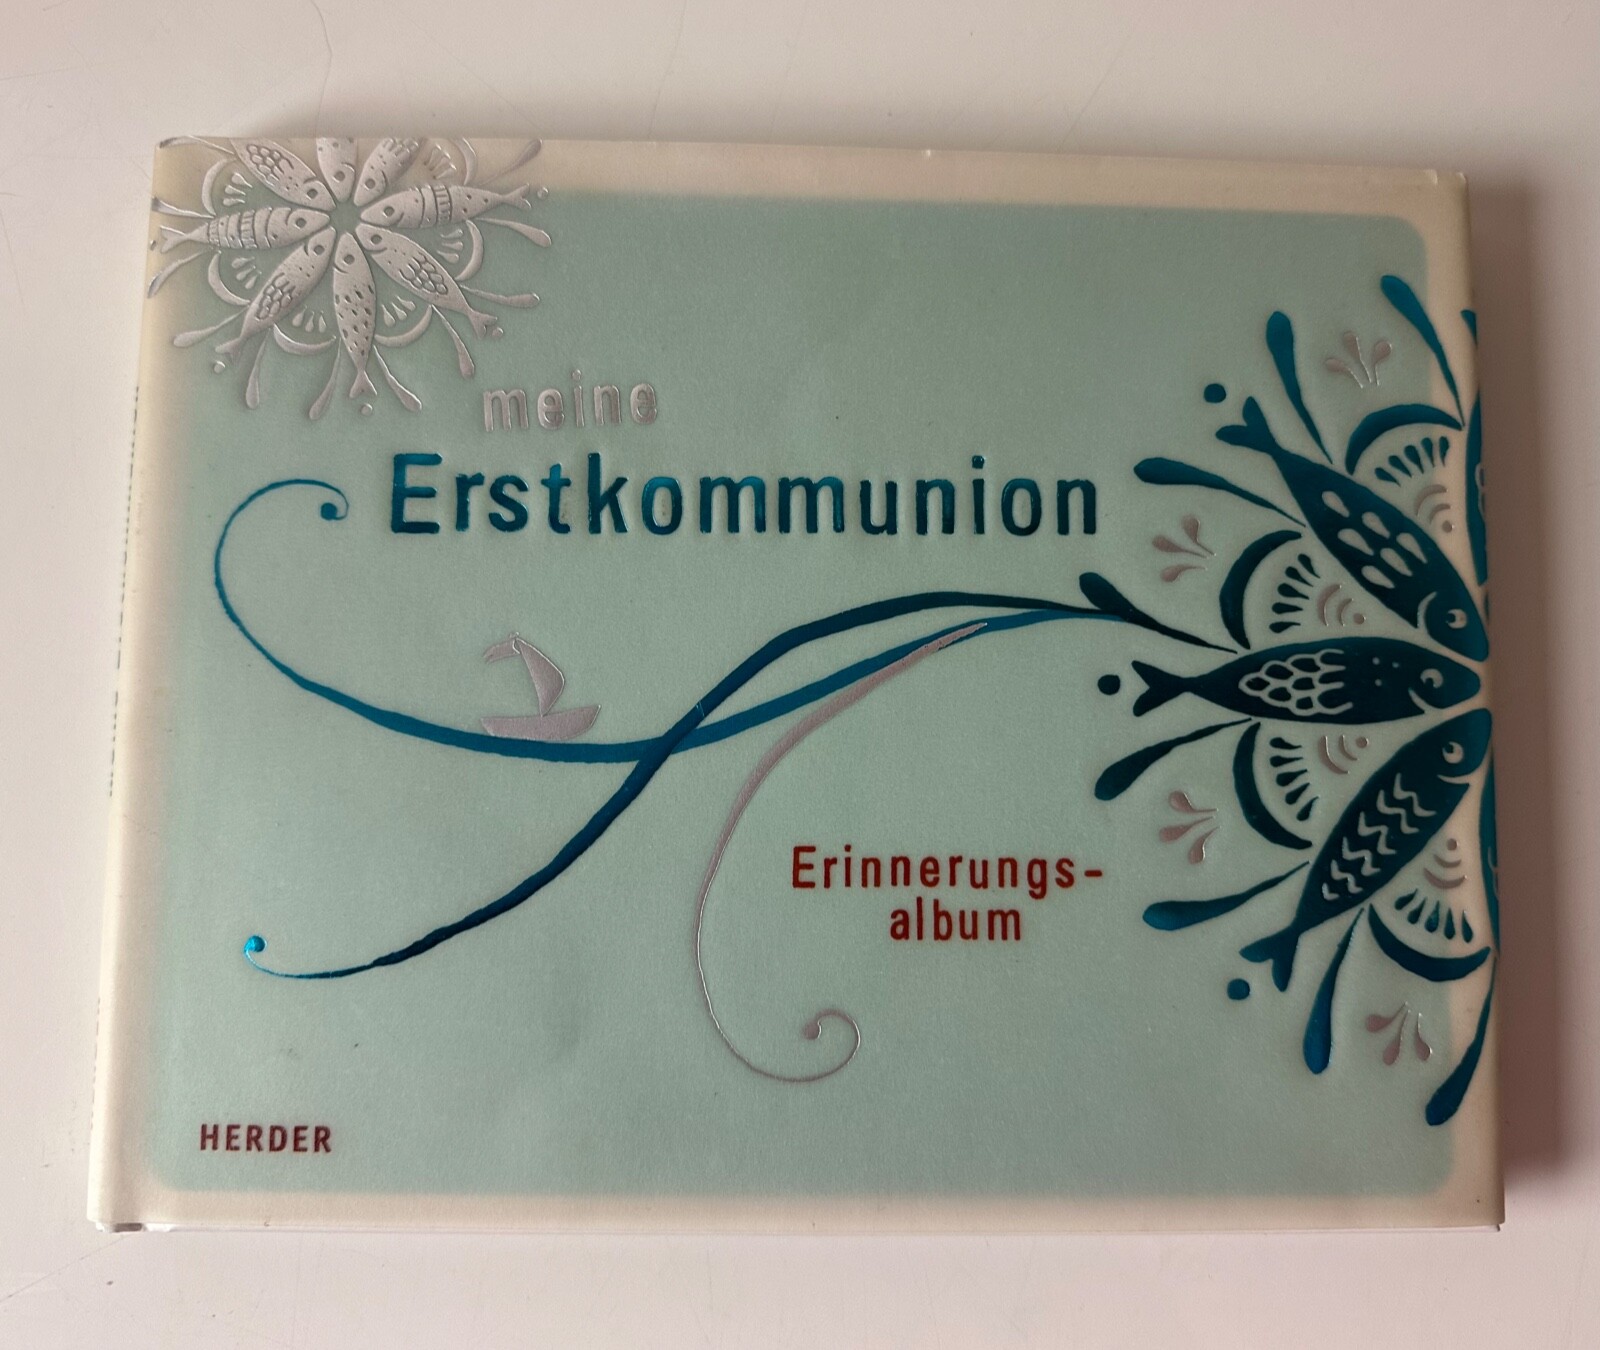 meine
Erstkommunion
Erinnerungs-
album
HERDER